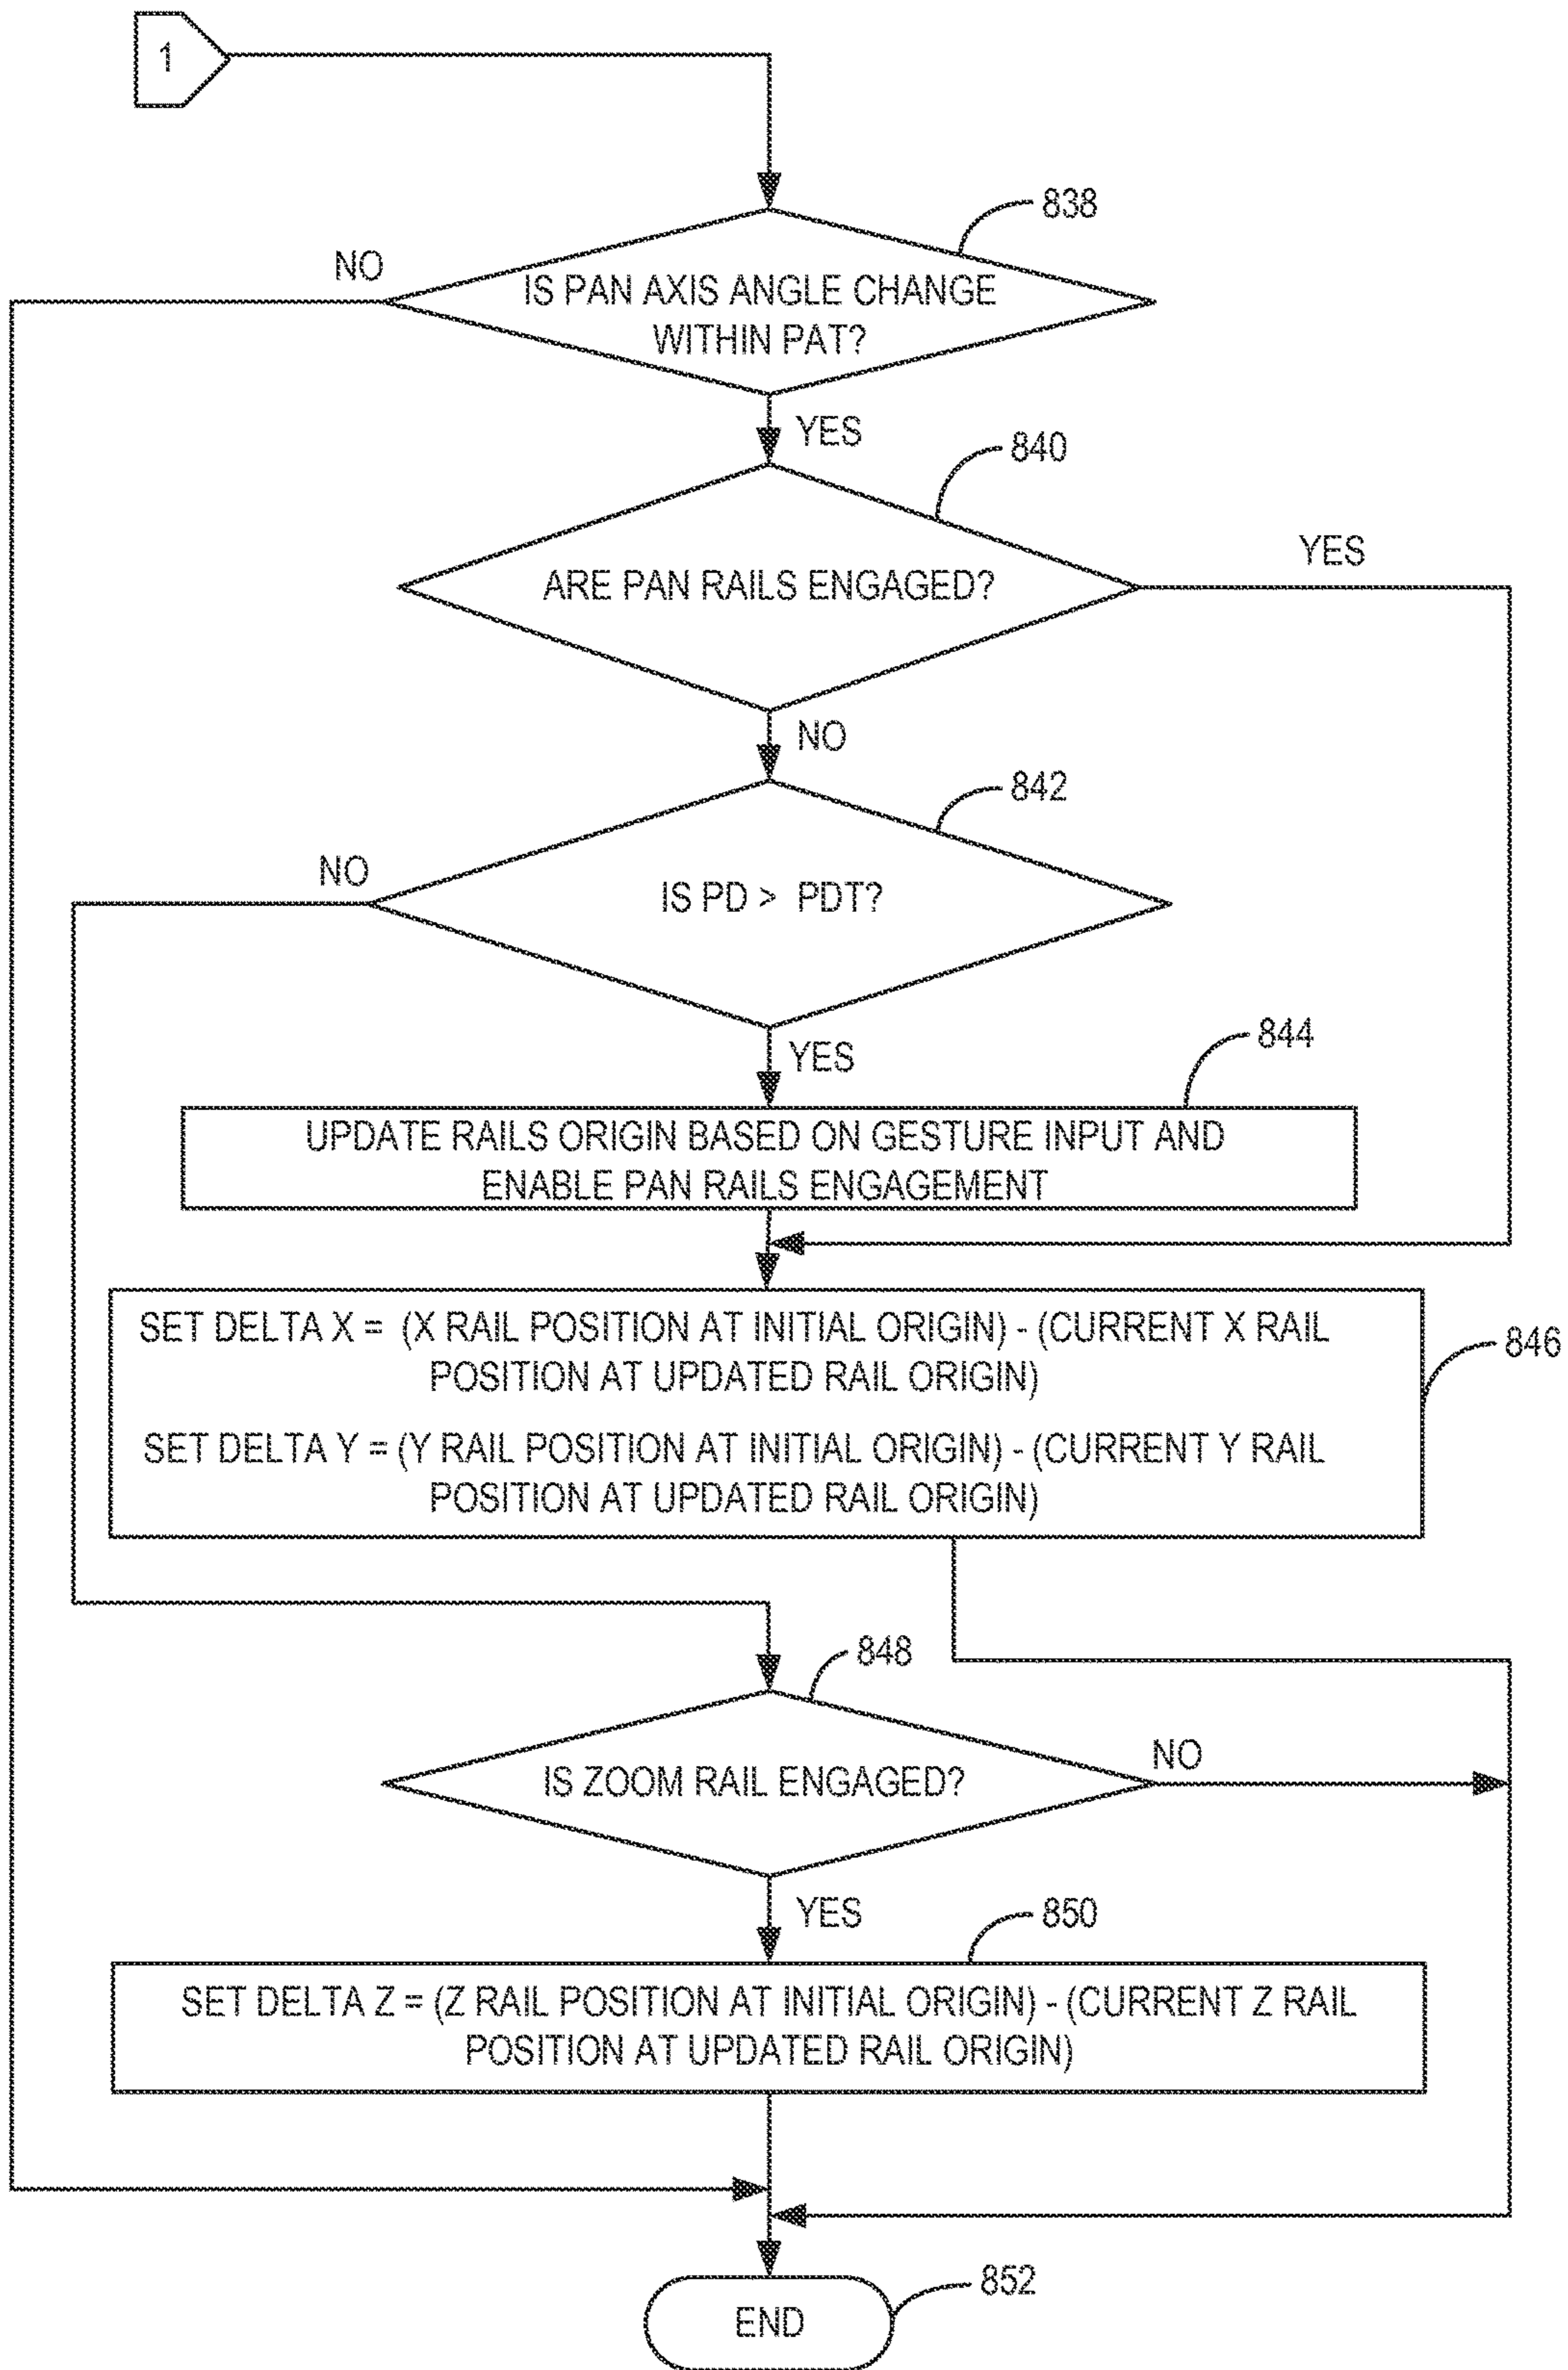 1
838
NO
IS PAN AXIS ANGLE CHANGE
WITHIN PAT?
YES
840
YES
ARE PAN RAILS ENGAGED?
NO
842
NO
IS PD > PDT?
YES
844
UPDATE RAILS ORIGIN BASED ON GESTURE INPUT AND
ENABLE PAN RAILS ENGAGEMENT
SET DELTA X = (X RAIL POSITION AT INITIAL ORIGIN) - (CURRENT X RAIL
POSITION AT UPDATED RAIL ORIGIN)
846
SET DELTA Y = (Y RAIL POSITION AT INITIAL ORIGIN) - (CURRENT Y RAIL
POSITION AT UPDATED RAIL ORIGIN)
848
NO
IS ZOOM RAIL ENGAGED?
YES
850
SET DELTA Z = (Z RAIL POSITION AT INITIAL ORIGIN) - (CURRENT Z RAIL
POSITION AT UPDATED RAIL ORIGIN)
852
END